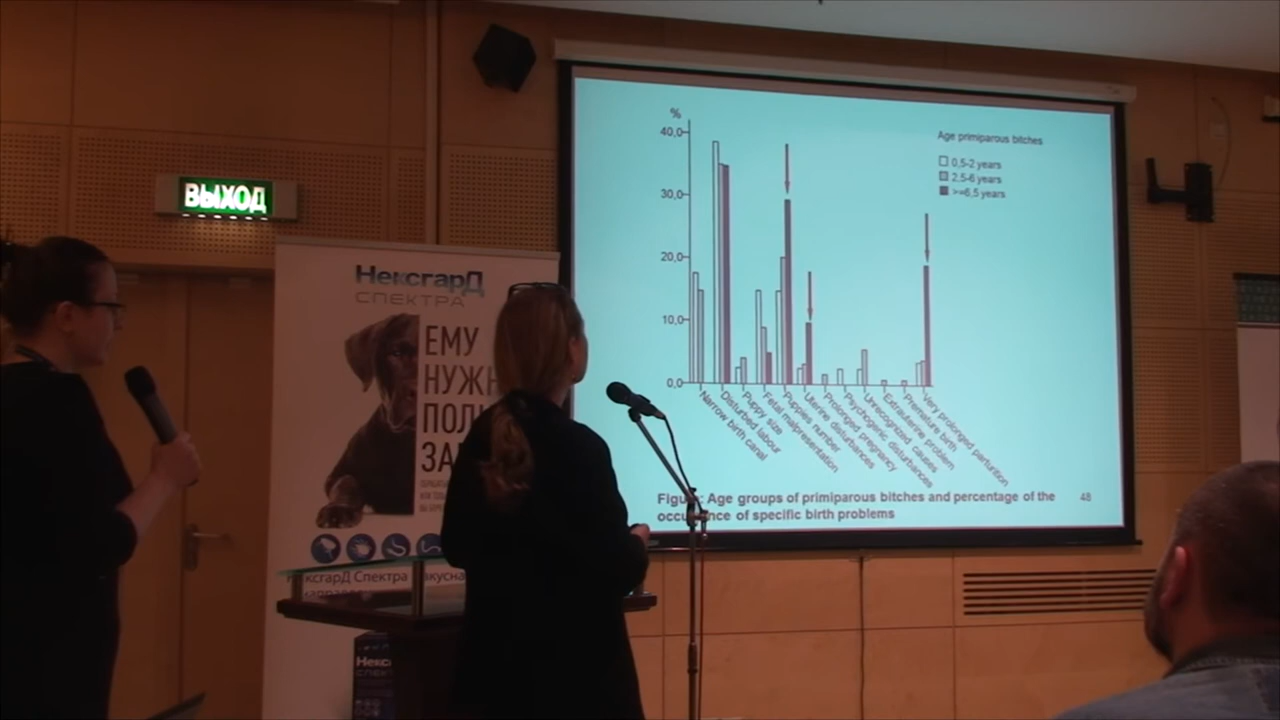 ВЫХОД
НексгарД
СПЕКТРА
ЕМУ
НУЖ
ПОЛ
ЗА
НексгарД Спектра
%
40,0
30,0
20,0
10,0
0,0
Age primiparous bitches
0,5-2 years
2,5-6 years
>=6,5 years
Narrow birth canal
Disturbed labour
Puppy size
Fetal malpresentation
Puppies number
Uterine disturbances
Prolonged pregnancy
Psychogenic disturbances
Unrecognized causes
Extrauterine problem
Premature birth
Very prolonged parturition
Age groups of primiparous bitches and percentage of the
of specific birth problems
48